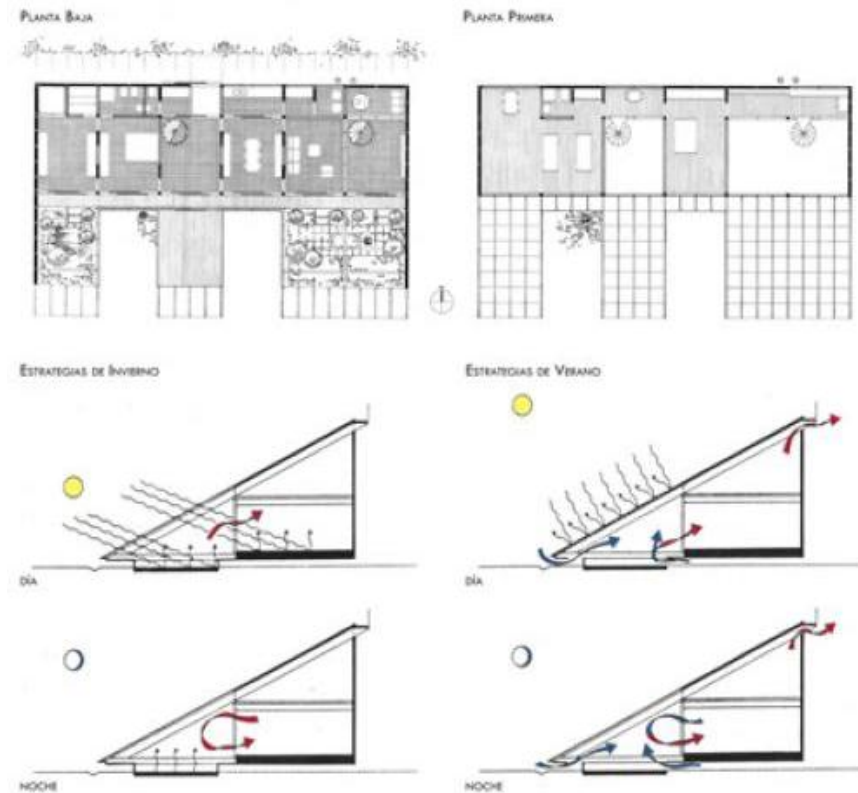 PLANTA BAJA
PLANTA PRIMERA
ESTRATEGIAS DE INVIERNO
ESTRATEGIAS DE VERANO
DÍA
DÍA
NOCHE
NOCHE